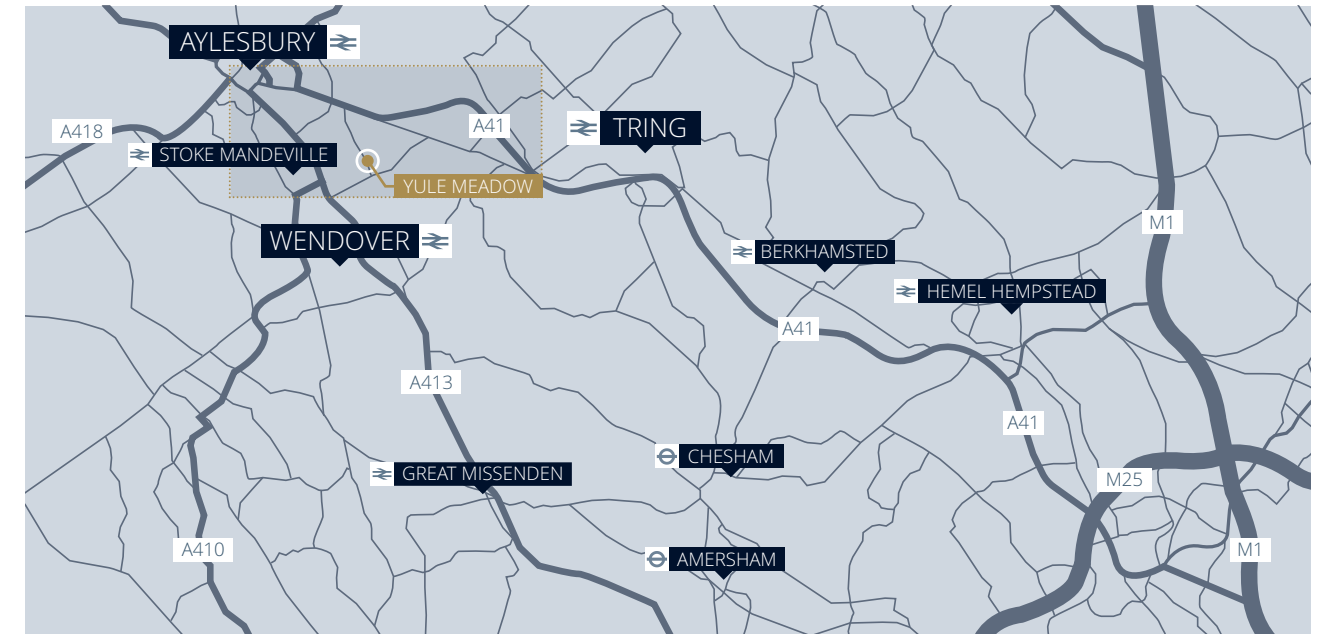 AYLESBURY
A418
A41
TRING
STOKE MANDEVILLE
YULE MEADOW
M1
WENDOVER
BERKHAMSTED
HEMEL HEMPSTEAD
A41
A413
A41
CHESHAM
GREAT MISSENDEN
M25
A410
AMERSHAM
M1